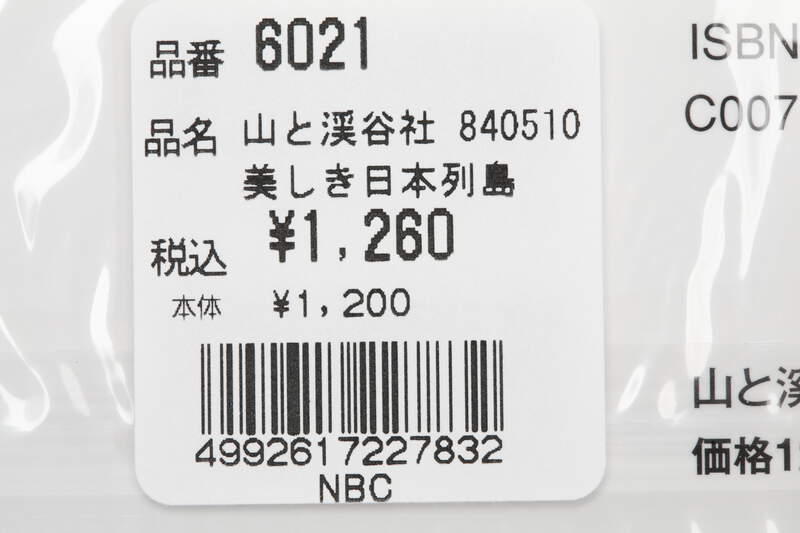 品番 6021
品名 山と渓谷社 840510
美しき日本列島
税込 ¥1,260
本体 ¥1,200
4992617227832
NBC
ISBN
C007
山と渓
価格1